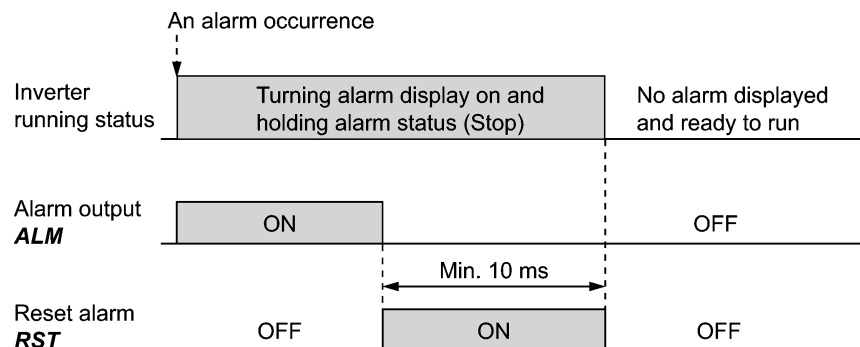 An alarm occurrence
Inverter
running status
Turning alarm display on and
holding alarm status (Stop)
No alarm displayed
and ready to run
Alarm output
ALM
ON
OFF
Min. 10 ms
Reset alarm
RST
OFF
ON
OFF